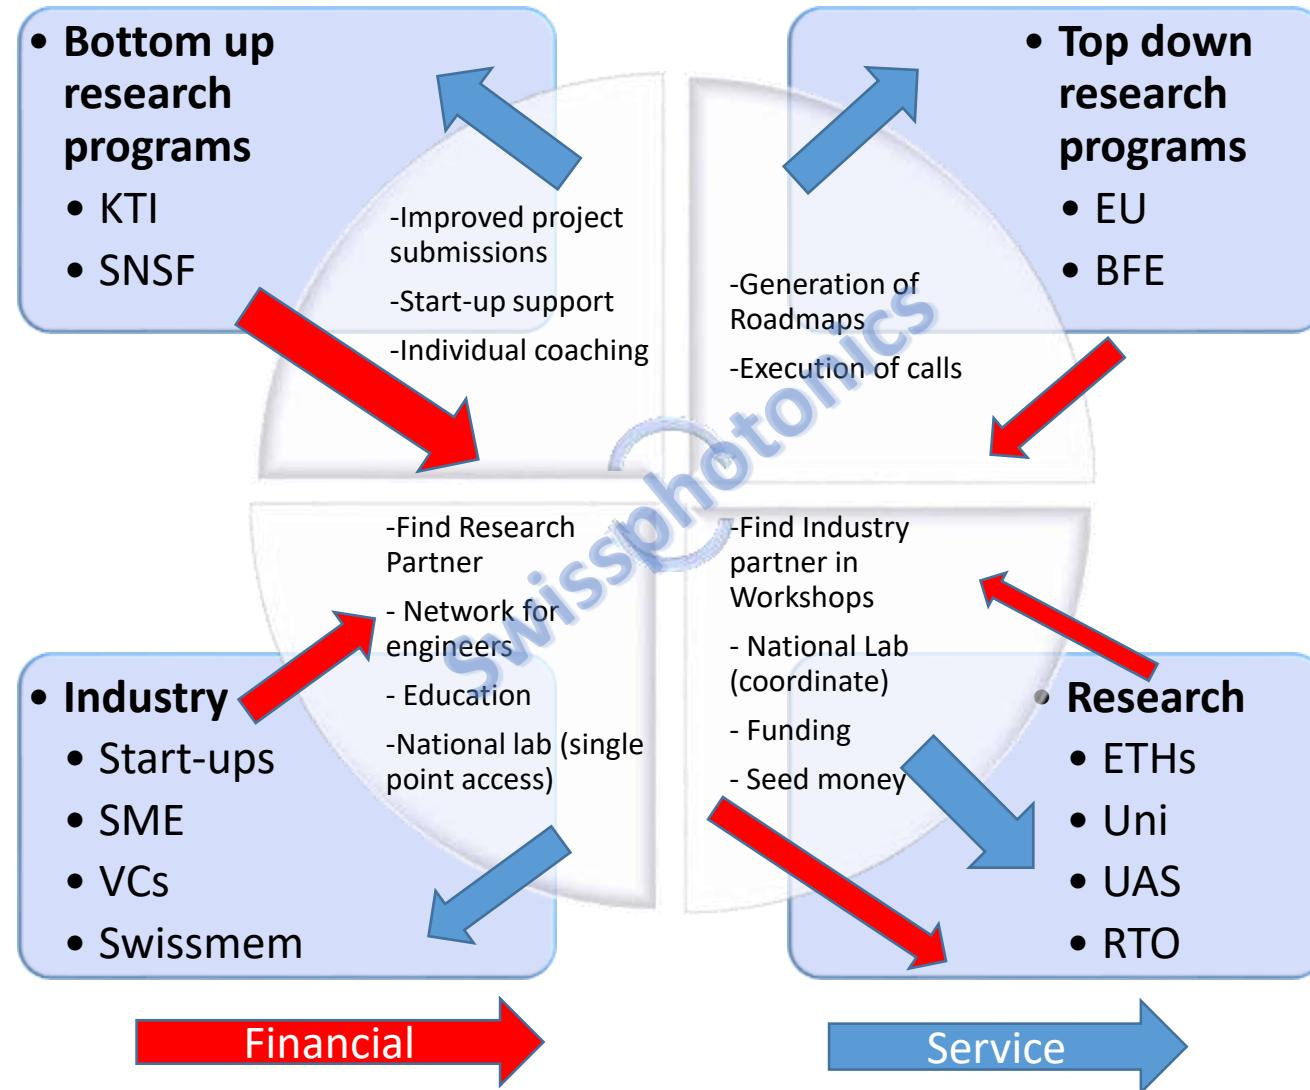 • Bottom up
research
programs
• KTI
• SNSF
• Top down
research
programs
• EU
• BFE
-Improved project
submissions
-Start-up support
-Individual coaching
-Generation of
Roadmaps
-Execution of calls
Swissphotonics
-Find Research
Partner
- Network for
engineers
- Education
-National lab (single
point access)
-Find Industry
partner in
Workshops
- National Lab
(coordinate)
- Funding
- Seed money
• Industry
• Start-ups
• SME
• VCs
• Swissmem
• Research
• ETHs
• Uni
• UAS
• RTO
Financial
Service